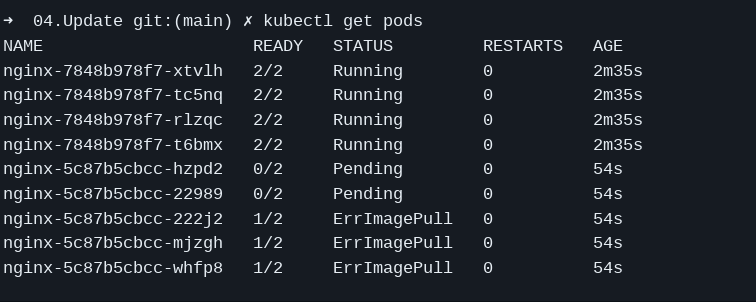 ➜  04.Update git:(main) ✗ kubectl get pods
NAME                     READY   STATUS         RESTARTS   AGE
nginx-7848b978f7-xtvlh   2/2     Running        0          2m35s
nginx-7848b978f7-tc5nq   2/2     Running        0          2m35s
nginx-7848b978f7-rlzqc   2/2     Running        0          2m35s
nginx-7848b978f7-t6bmx   2/2     Running        0          2m35s
nginx-5c87b5cbcc-hzpd2   0/2     Pending        0          54s
nginx-5c87b5cbcc-22989   0/2     Pending        0          54s
nginx-5c87b5cbcc-222j2   1/2     ErrImagePull   0          54s
nginx-5c87b5cbcc-mjzgh   1/2     ErrImagePull   0          54s
nginx-5c87b5cbcc-whfp8   1/2     ErrImagePull   0          54s